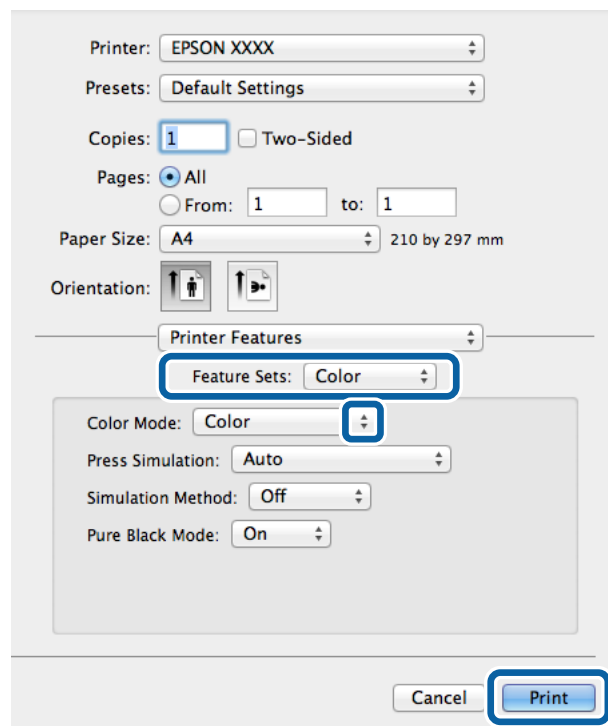 Printer: EPSON XXXX
Presets: Default Settings
Copies: 1 Two-Sided
Pages: All
From: 1 to: 1
Paper Size: A4 210 by 297 mm
Orientation:
Printer Features
Feature Sets: Color
Color Mode: Color
Press Simulation: Auto
Simulation Method: Off
Pure Black Mode: On
Cancel Print